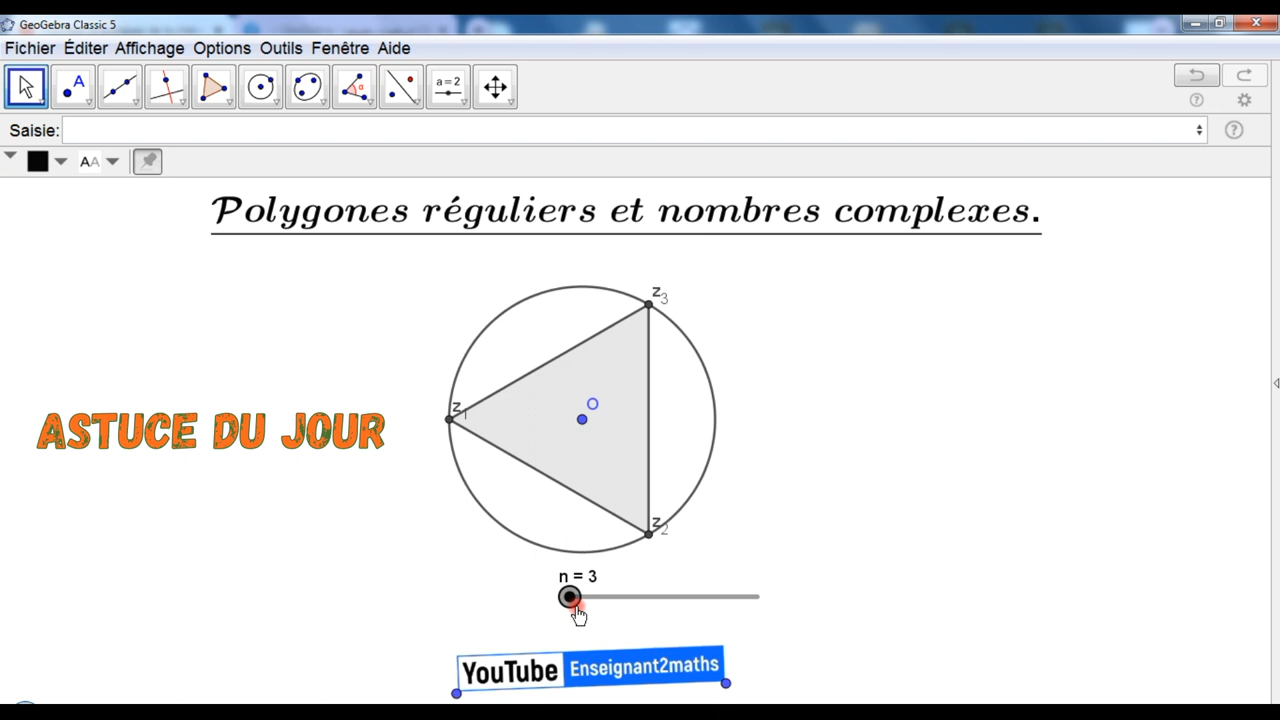 GeoGebra Classic 5
Fichier Éditer Affichage Options Outils Fenêtre Aide
A
α
a=2
Saisie:
AA
Polygones réguliers et nombres complexes.
z3
z1
O
ASTUCE DU JOUR
z2
n = 3
YouTube Enseignant2maths